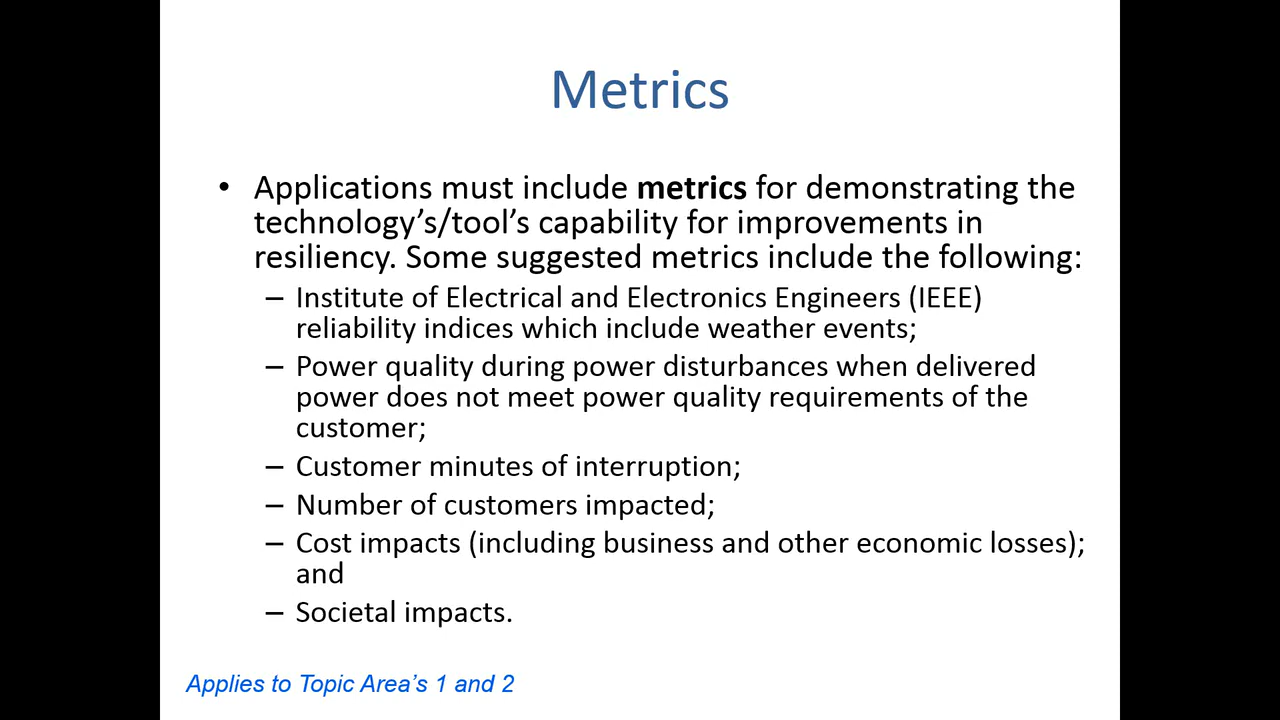 Metrics
• Applications must include metrics for demonstrating the
technology’s/tool’s capability for improvements in
resiliency. Some suggested metrics include the following:
– Institute of Electrical and Electronics Engineers (IEEE)
reliability indices which include weather events;
– Power quality during power disturbances when delivered
power does not meet power quality requirements of the
customer;
– Customer minutes of interruption;
– Number of customers impacted;
– Cost impacts (including business and other economic losses);
and
– Societal impacts.
Applies to Topic Area’s 1 and 2